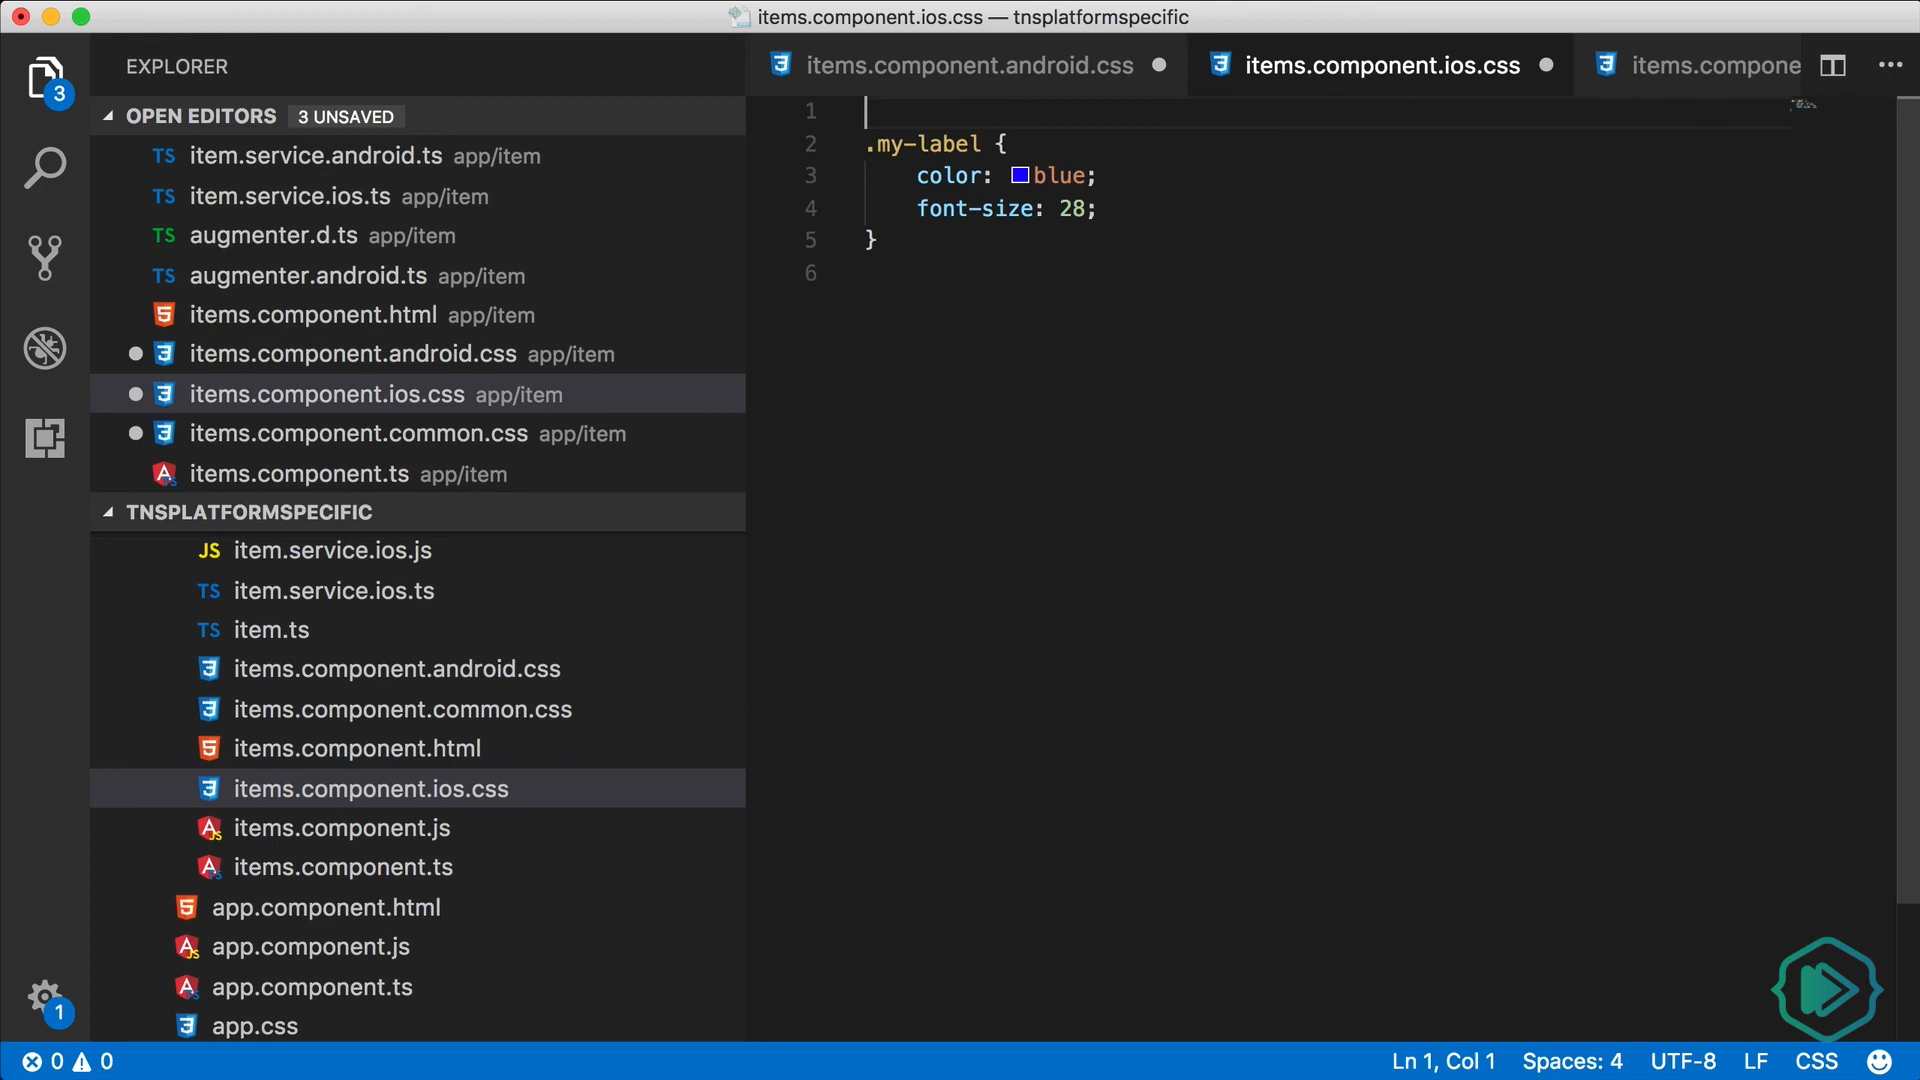 items.component.ios.css — tnsplatformspecific
EXPLORER
OPEN EDITORS 3 UNSAVED
TS item.service.android.ts app/item
TS item.service.ios.ts app/item
TS augmenter.d.ts app/item
TS augmenter.android.ts app/item
items.component.html app/item
items.component.android.css app/item
items.component.ios.css app/item
items.component.common.css app/item
items.component.ts app/item
TNSPLATFORMSPECIFIC
JS item.service.ios.js
TS item.service.ios.ts
TS item.ts
items.component.android.css
items.component.common.css
items.component.html
items.component.ios.css
items.component.js
items.component.ts
app.component.html
app.component.js
app.component.ts
app.css
3
1
items.component.android.css
items.component.ios.css
items.compone
1
2 .my-label {
3 color: blue;
4 font-size: 28;
5 }
6
0 0
Ln 1, Col 1 Spaces: 4 UTF-8 LF CSS